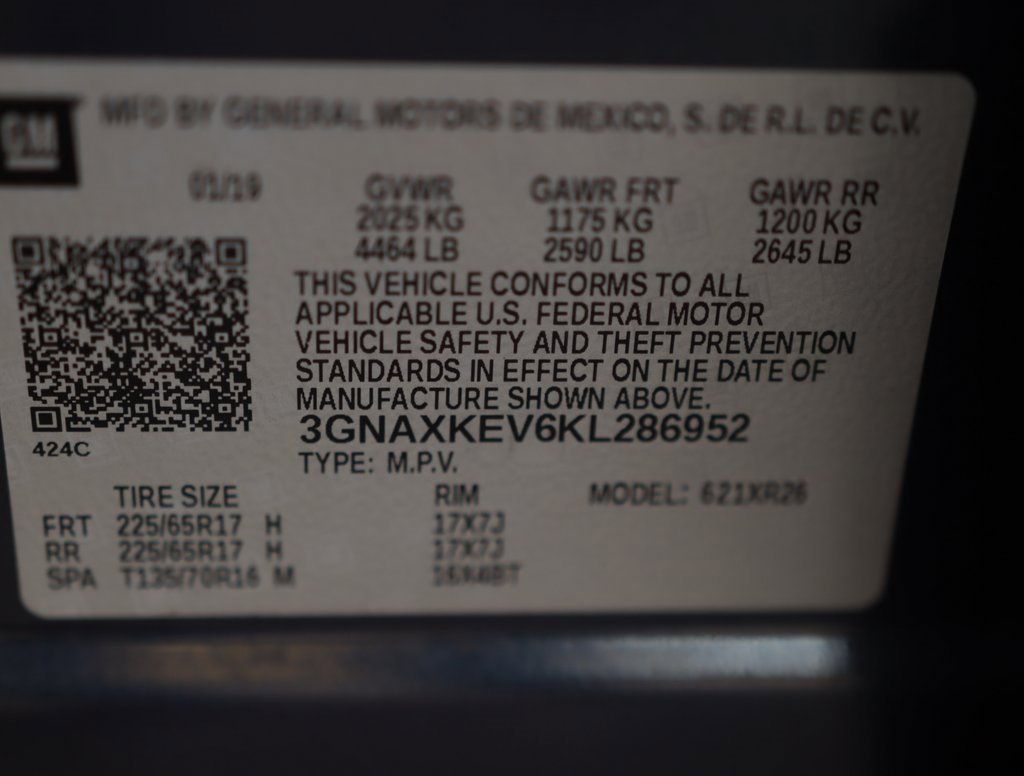 GM
MFD BY GENERAL MOTORS DE MEXICO, S. DE R.L. DE C.V.
01/19 GVWR GAWR FRT GAWR RR
2025 KG 1175 KG 1200 KG
4464 LB 2590 LB 2645 LB
THIS VEHICLE CONFORMS TO ALL
APPLICABLE U.S. FEDERAL MOTOR
VEHICLE SAFETY AND THEFT PREVENTION
STANDARDS IN EFFECT ON THE DATE OF
MANUFACTURE SHOWN ABOVE.
3GNAXKEV6KL286952
424C
TYPE: M.P.V.
TIRE SIZE RIM MODEL: 621XR26
FRT 225/65R17 H 17X7J
RR 225/65R17 H 17X7J
SPA T135/70R16 M 16X4BT